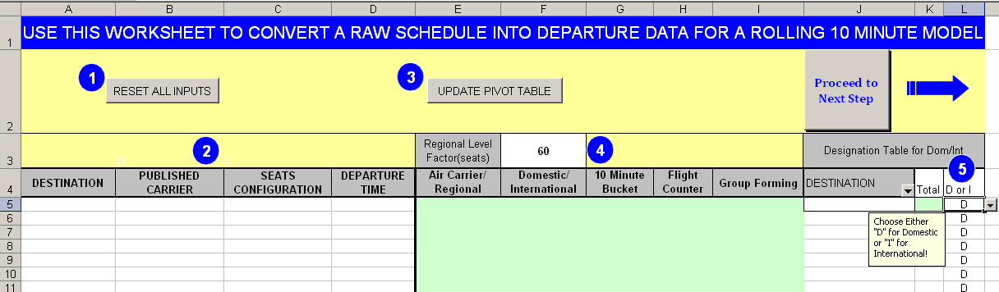 A B C D E F G H I J K L
1 USE THIS WORKSHEET TO CONVERT A RAW SCHEDULE INTO DEPARTURE DATA FOR A ROLLING 10 MINUTE MODEL
1 3
RESET ALL INPUTS UPDATE PIVOT TABLE
Proceed to
Next Step
2
3 2 Regional Level
Factor(seats) 60 4 Designation Table for Dom/Int
5
4 DESTINATION PUBLISHED
CARRIER SEATS
CONFIGURATION DEPARTURE
TIME Air Carrier/
Regional Domestic/
International 10 Minute
Bucket Flight
Counter Group Forming DESTINATION Total D or I
5 D
6 D
7 D
8 D
9 D
10 D
11 D
Choose Either
"D" for Domestic
or "I" for
International!